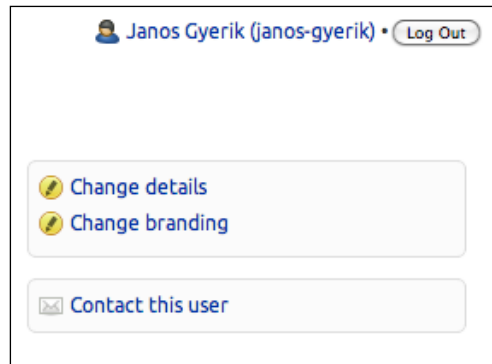 Janos Gyerik (janos-gyerik) • Log Out
Change details
Change branding
Contact this user